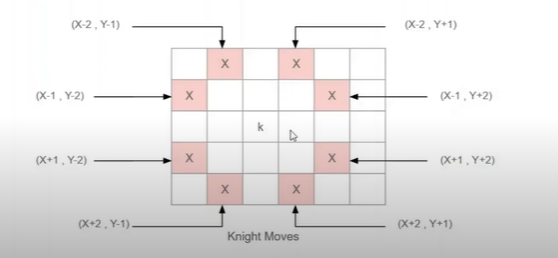 (X-2 , Y-1)
(X-2 , Y+1)
X
X
(X-1 , Y-2)
X
X
(X-1 , Y+2)
k
(X+1 , Y-2)
X
X
(X+1 , Y+2)
X
X
(X+2 , Y-1)
(X+2 , Y+1)
Knight Moves